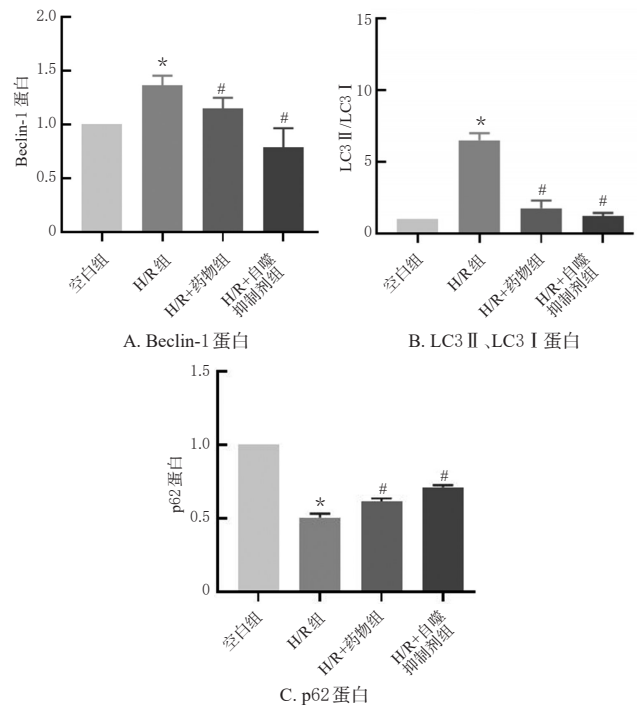 2.0
1.5
1.0
0.5
0
Beclin-1 蛋白
*
#
#
空白组
H/R 组
H/R+药物组
H/R+自噬
抑制剂组
A. Beclin-1 蛋白
15
10
5
0
LC3Ⅱ/LC3Ⅰ
*
#
#
空白组
H/R 组
H/R+药物组
H/R+自噬
抑制剂组
B. LC3Ⅱ、LC3Ⅰ蛋白
1.5
1.0
0.5
0
p62蛋白
*
#
#
空白组
H/R 组
H/R+药物组
H/R+自噬
抑制剂组
C. p62蛋白